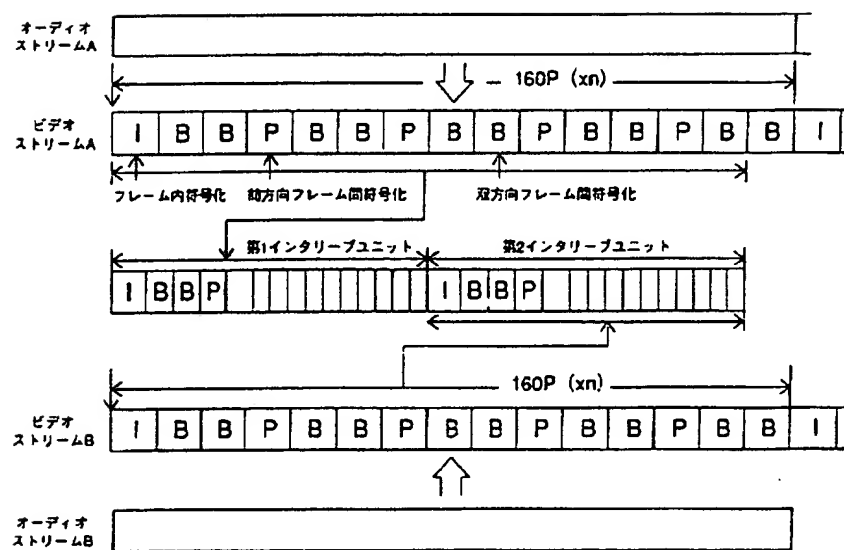 オーディオ
ストリームA
160P (xn)
ビデオ
ストリームA
I B B P B B P B B P B B P B B I
フレーム内符号化 前方向フレーム間符号化 双方向フレーム間符号化
第1インタリーブユニット 第2インタリーブユニット
I B B P I B B P
160P (xn)
ビデオ
ストリームB
I B B P B B P B B P B B P B B I
オーディオ
ストリームB